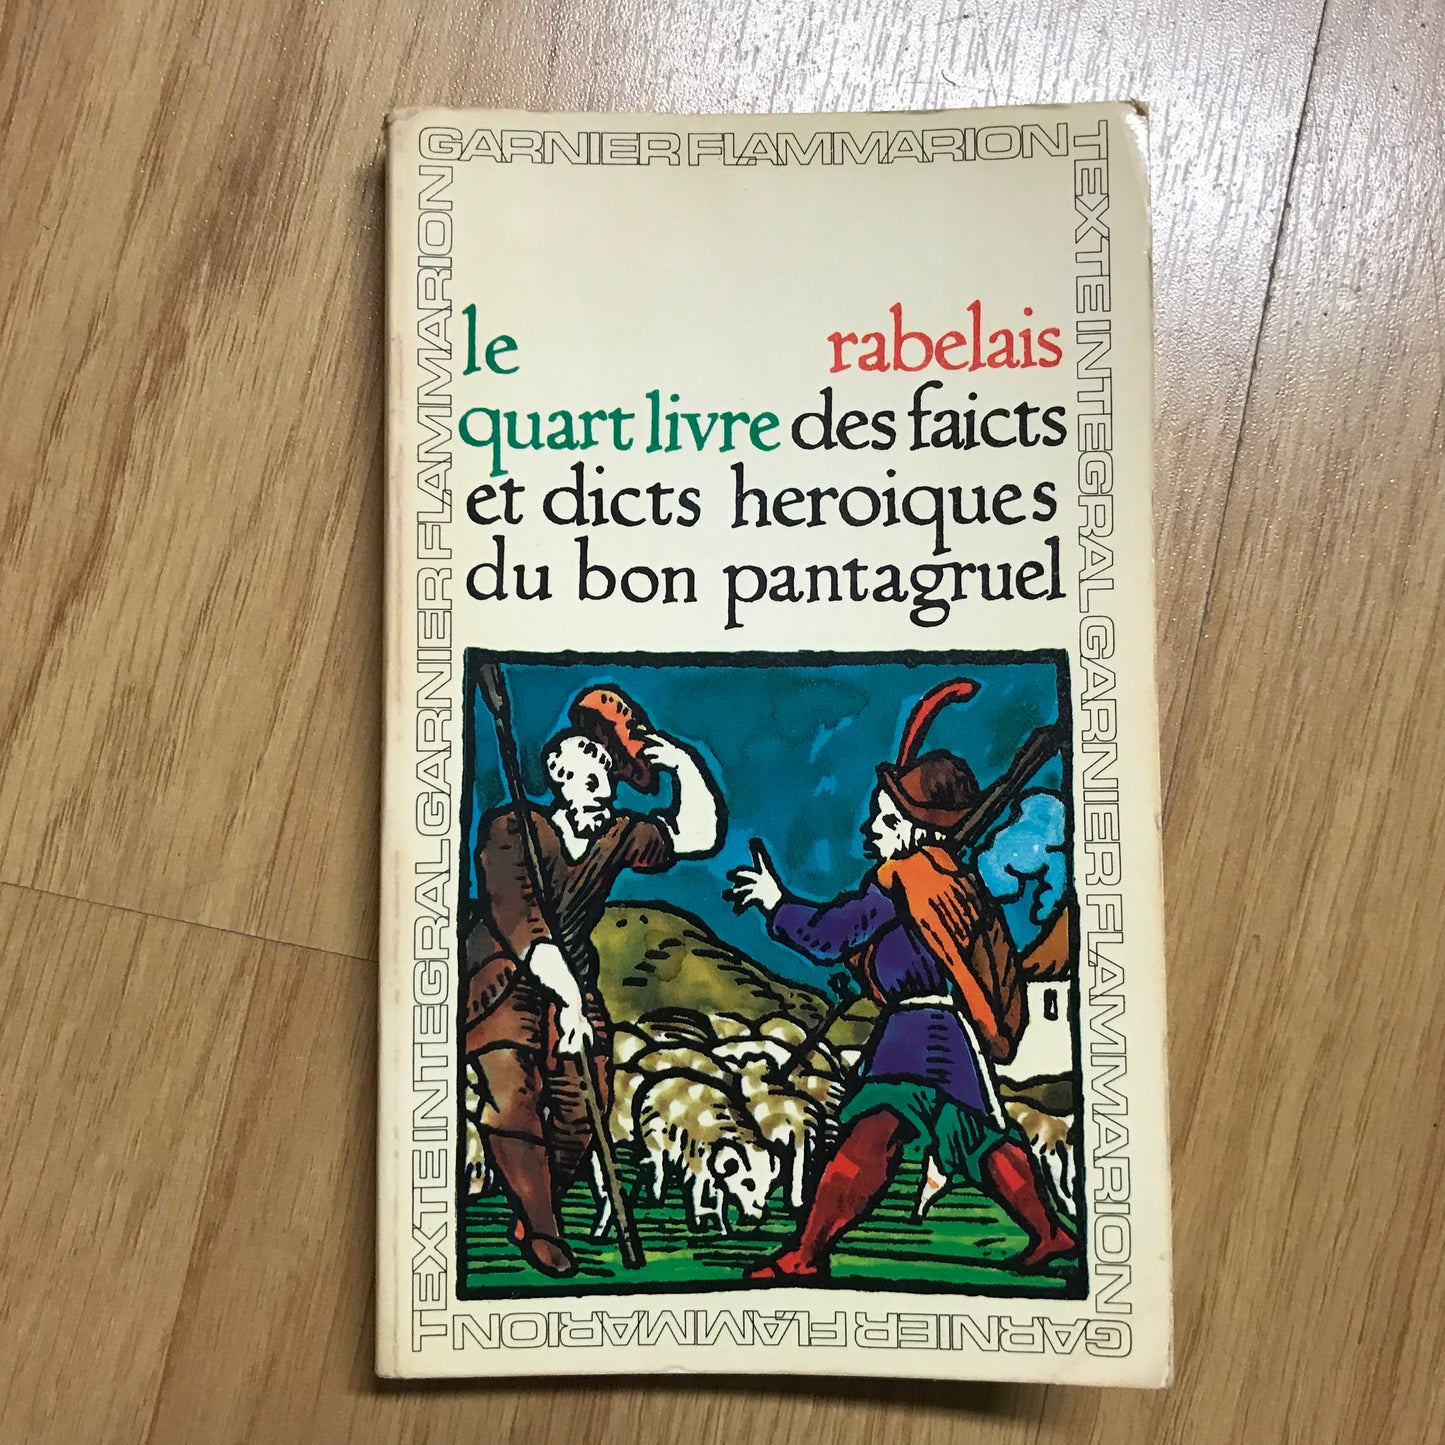 GARNIER FLAMMARION
TEXTE INTEGRAL GARNIER FLAMMARION
TEXTE INTEGRAL GARNIER FLAMMARION
le rabelais
quart livre des faicts
et dicts heroiques
du bon pantagruel
GARNIER FLAMMARION